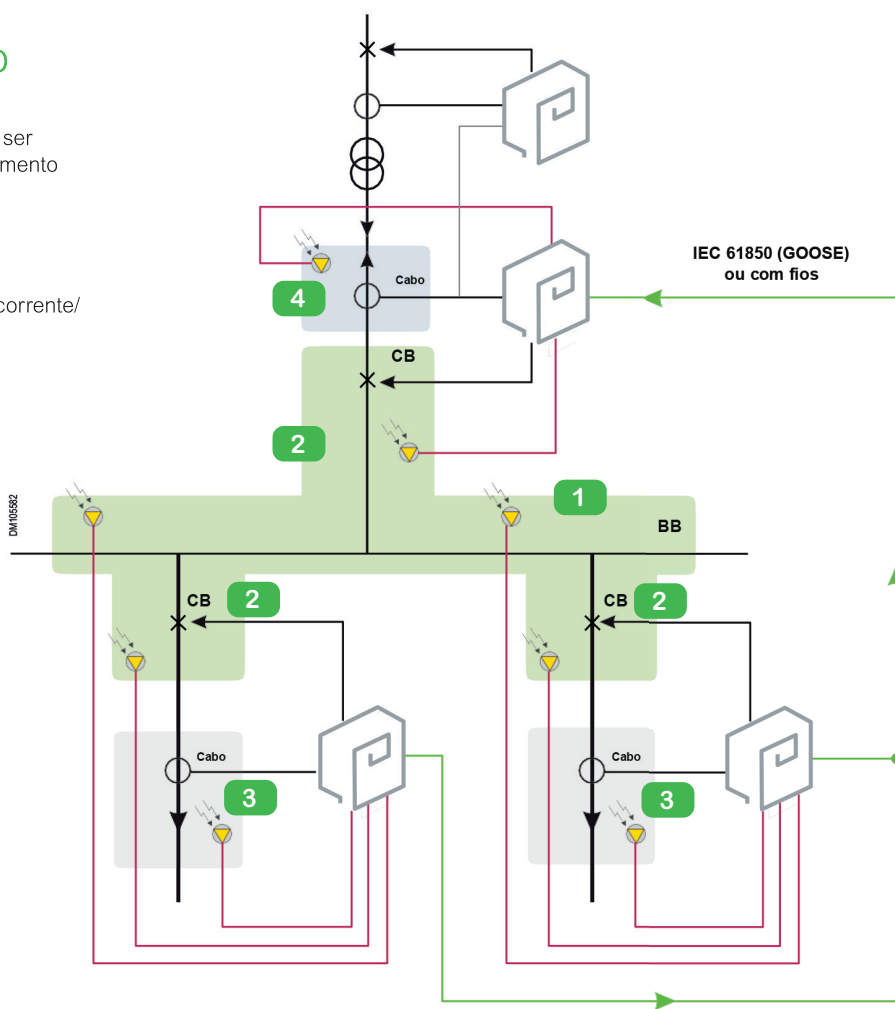 ser
mento
corrente/
IEC 61850 (GOOSE)
ou com fios
Cabo
4
CB
2
1
BB
DM105582
CB
2
CB
2
Cabo
3
Cabo
3